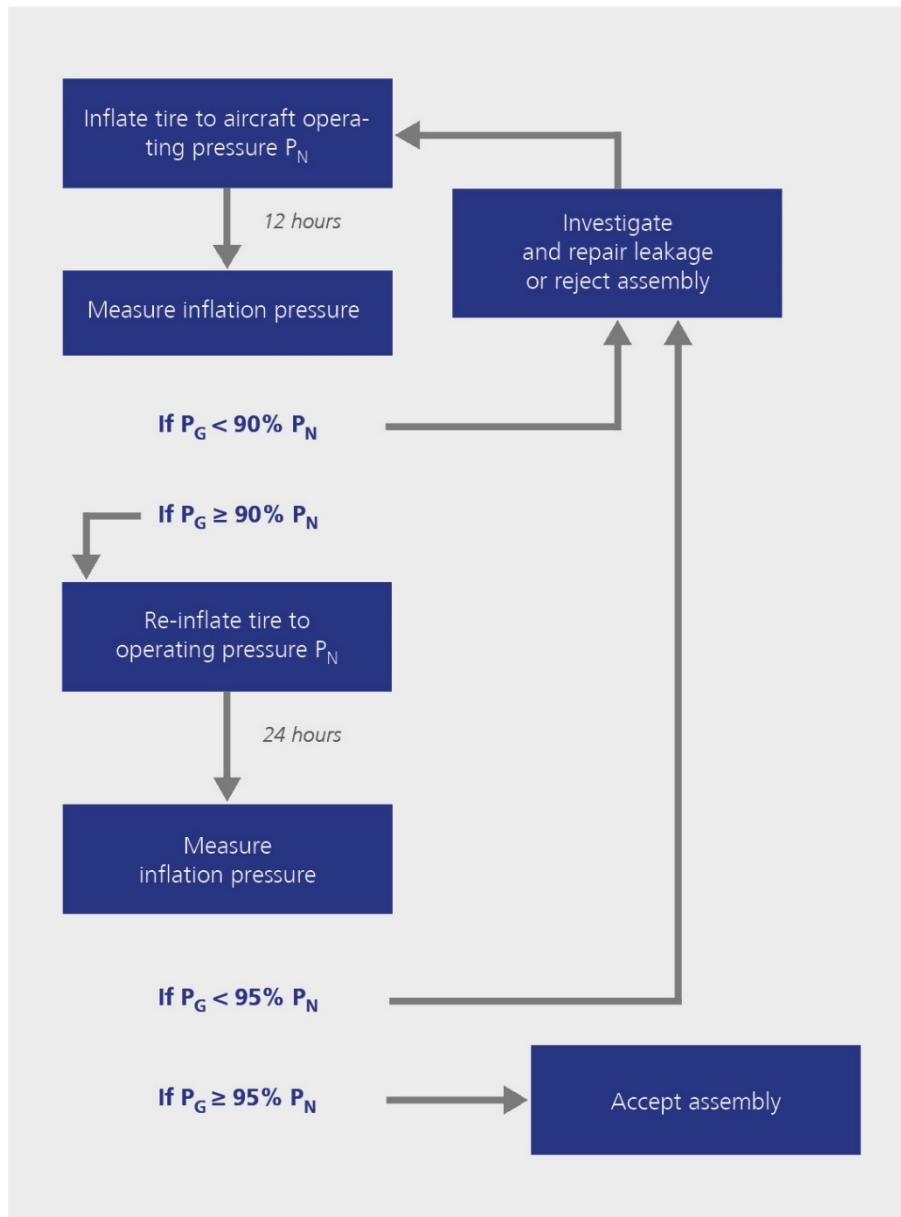 Inflate tire to aircraft opera-
ting pressure P_N
12 hours
Investigate
and repair leakage
or reject assembly
Measure inflation pressure
If P_G < 90% P_N
If P_G ≥ 90% P_N
Re-inflate tire to
operating pressure P_N
24 hours
Measure
inflation pressure
If P_G < 95% P_N
If P_G ≥ 95% P_N
Accept assembly